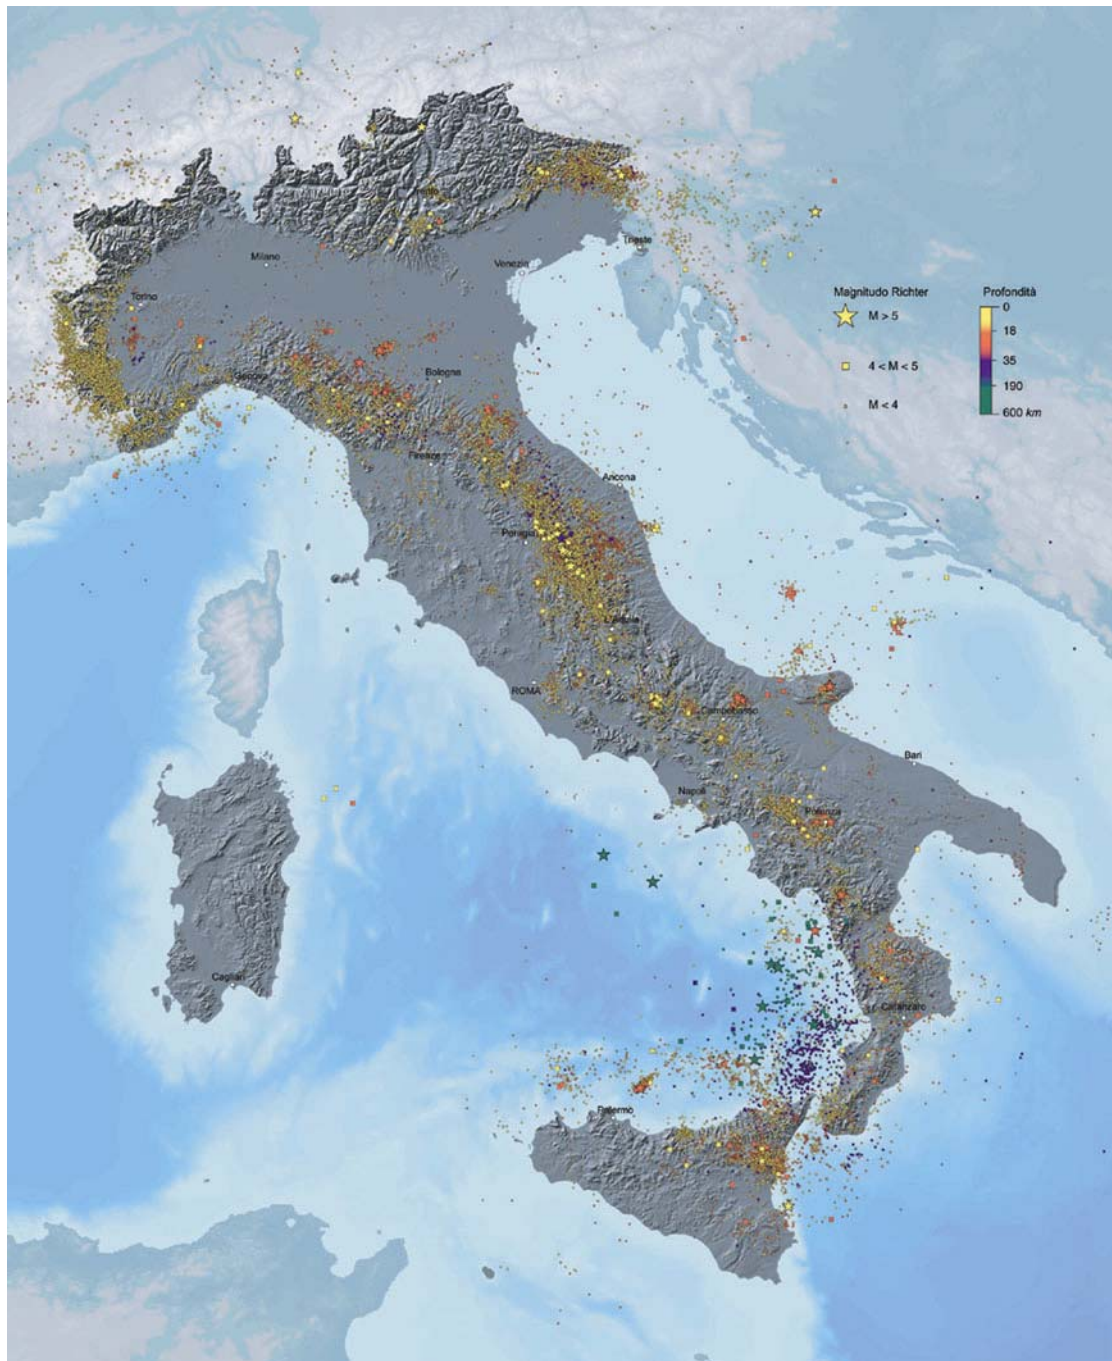 Trieste
Milano
Venezia
Torino
Magnitudo Richter
M > 5
4 < M < 5
M < 4
Profondità
0
18
35
190
600 km
Genova
Bologna
Firenze
Ancona
Perugia
ROMA
Campobasso
Bari
Napoli
Potenza
Cagliari
Catanzaro
Palermo